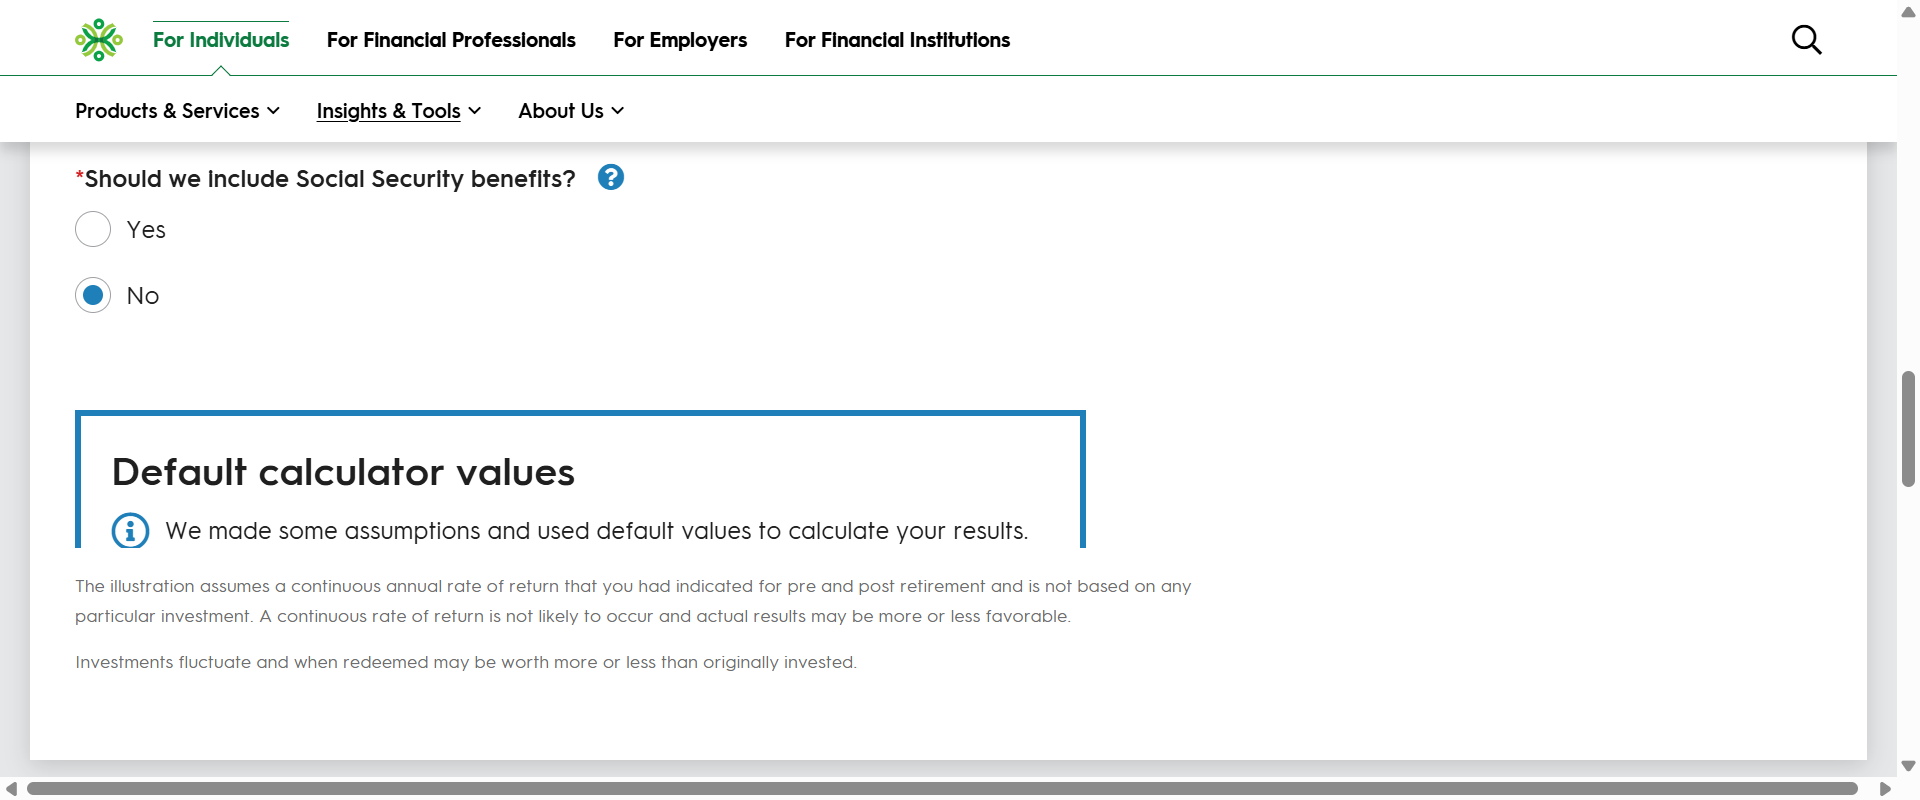 For Individuals For Financial Professionals For Employers For Financial Institutions
Products & Services Insights & Tools About Us
*Should we include Social Security benefits? ?
Yes
No
Default calculator values
We made some assumptions and used default values to calculate your results.
The illustration assumes a continuous annual rate of return that you had indicated for pre and post retirement and is not based on any
particular investment. A continuous rate of return is not likely to occur and actual results may be more or less favorable.
Investments fluctuate and when redeemed may be worth more or less than originally invested.